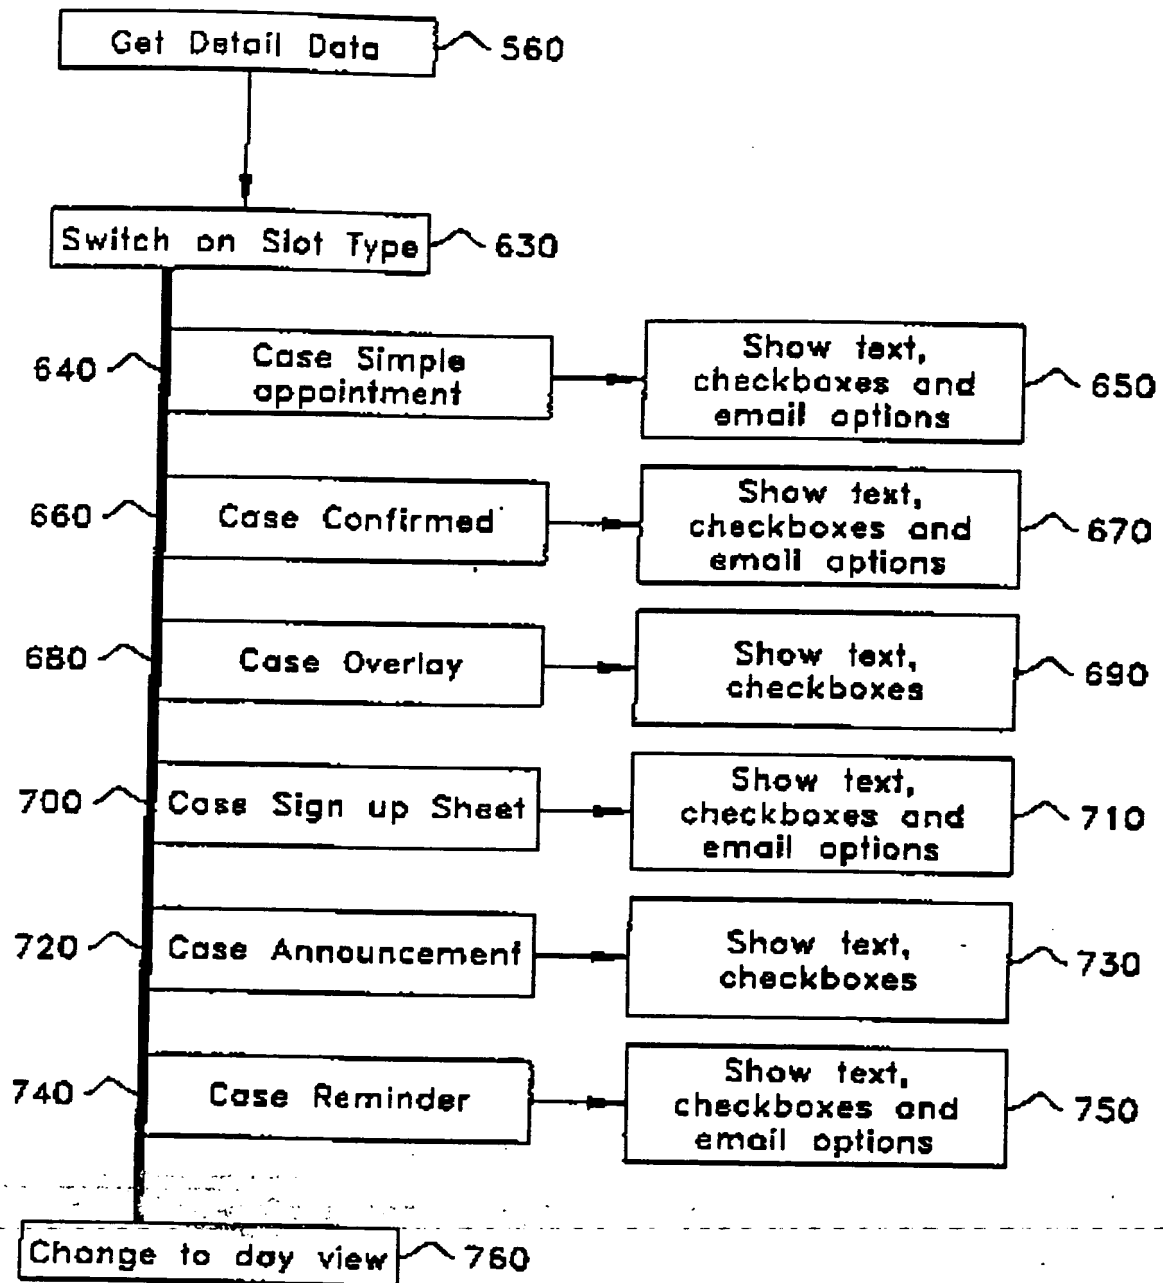 Get Detail Data
560
Switch on Slot Type
630
640
Case Simple
appointment
Show text,
checkboxes and
email options
650
660
Case Confirmed
Show text,
checkboxes and
email options
670
680
Case Overlay
Show text,
checkboxes
690
700
Case Sign up Sheet
Show text,
checkboxes and
email options
710
720
Case Announcement
Show text,
checkboxes
730
740
Case Reminder
Show text,
checkboxes and
email options
750
Change to day view
760